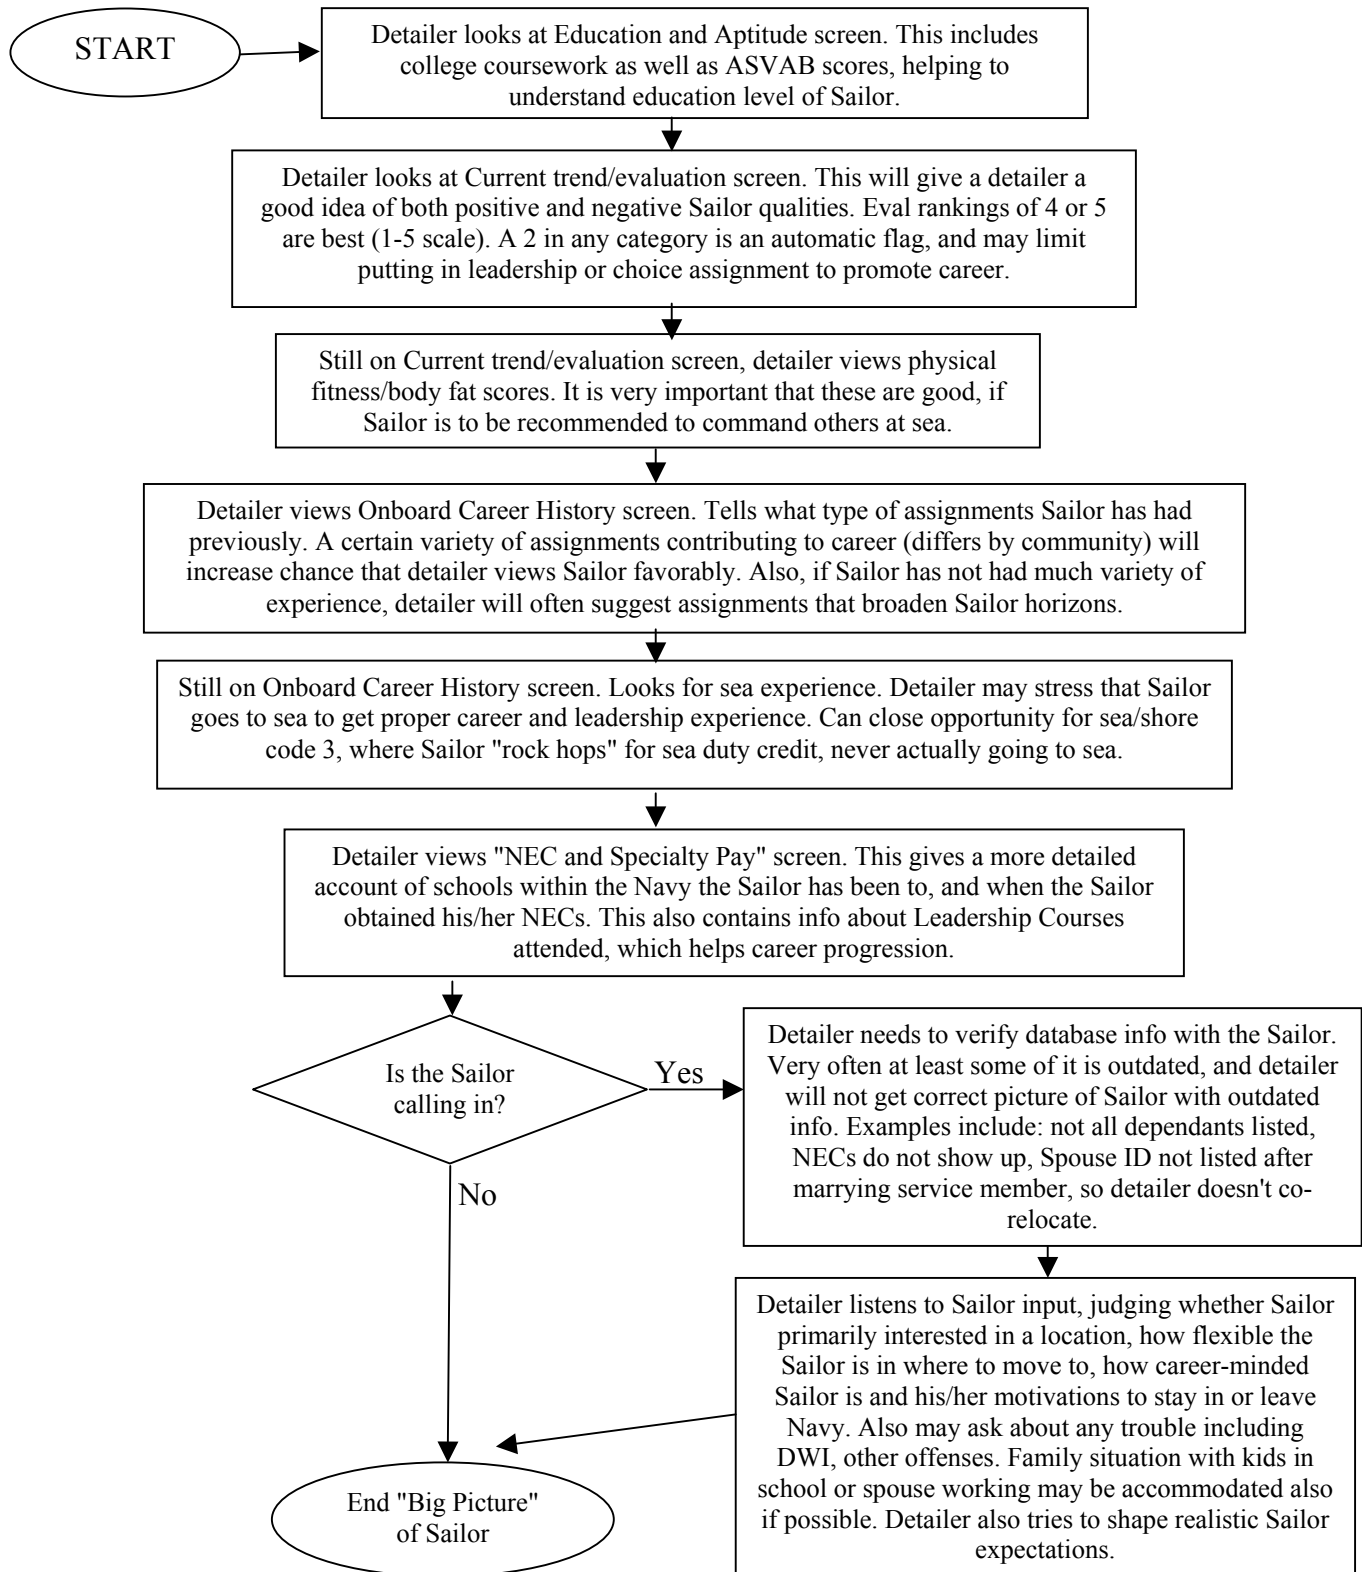 START
Detailer looks at Education and Aptitude screen. This includes
college coursework as well as ASVAB scores, helping to
understand education level of Sailor.
Detailer looks at Current trend/evaluation screen. This will give a detailer a
good idea of both positive and negative Sailor qualities. Eval rankings of 4 or 5
are best (1-5 scale). A 2 in any category is an automatic flag, and may limit
putting in leadership or choice assignment to promote career.
Still on Current trend/evaluation screen, detailer views physical
fitness/body fat scores. It is very important that these are good, if
Sailor is to be recommended to command others at sea.
Detailer views Onboard Career History screen. Tells what type of assignments Sailor has had
previously. A certain variety of assignments contributing to career (differs by community) will
increase chance that detailer views Sailor favorably. Also, if Sailor has not had much variety of
experience, detailer will often suggest assignments that broaden Sailor horizons.
Still on Onboard Career History screen. Looks for sea experience. Detailer may stress that Sailor
goes to sea to get proper career and leadership experience. Can close opportunity for sea/shore
code 3, where Sailor "rock hops" for sea duty credit, never actually going to sea.
Detailer views "NEC and Specialty Pay" screen. This gives a more detailed
account of schools within the Navy the Sailor has been to, and when the Sailor
obtained his/her NECs. This also contains info about Leadership Courses
attended, which helps career progression.
Is the Sailor
calling in?
Yes
No
Detailer needs to verify database info with the Sailor.
Very often at least some of it is outdated, and detailer
will not get correct picture of Sailor with outdated
info. Examples include: not all dependants listed,
NECs do not show up, Spouse ID not listed after
marrying service member, so detailer doesn't co-
relocate.
Detailer listens to Sailor input, judging whether Sailor
primarily interested in a location, how flexible the
Sailor is in where to move to, how career-minded
Sailor is and his/her motivations to stay in or leave
Navy. Also may ask about any trouble including
DWI, other offenses. Family situation with kids in
school or spouse working may be accommodated also
if possible. Detailer also tries to shape realistic Sailor
expectations.
End "Big Picture"
of Sailor